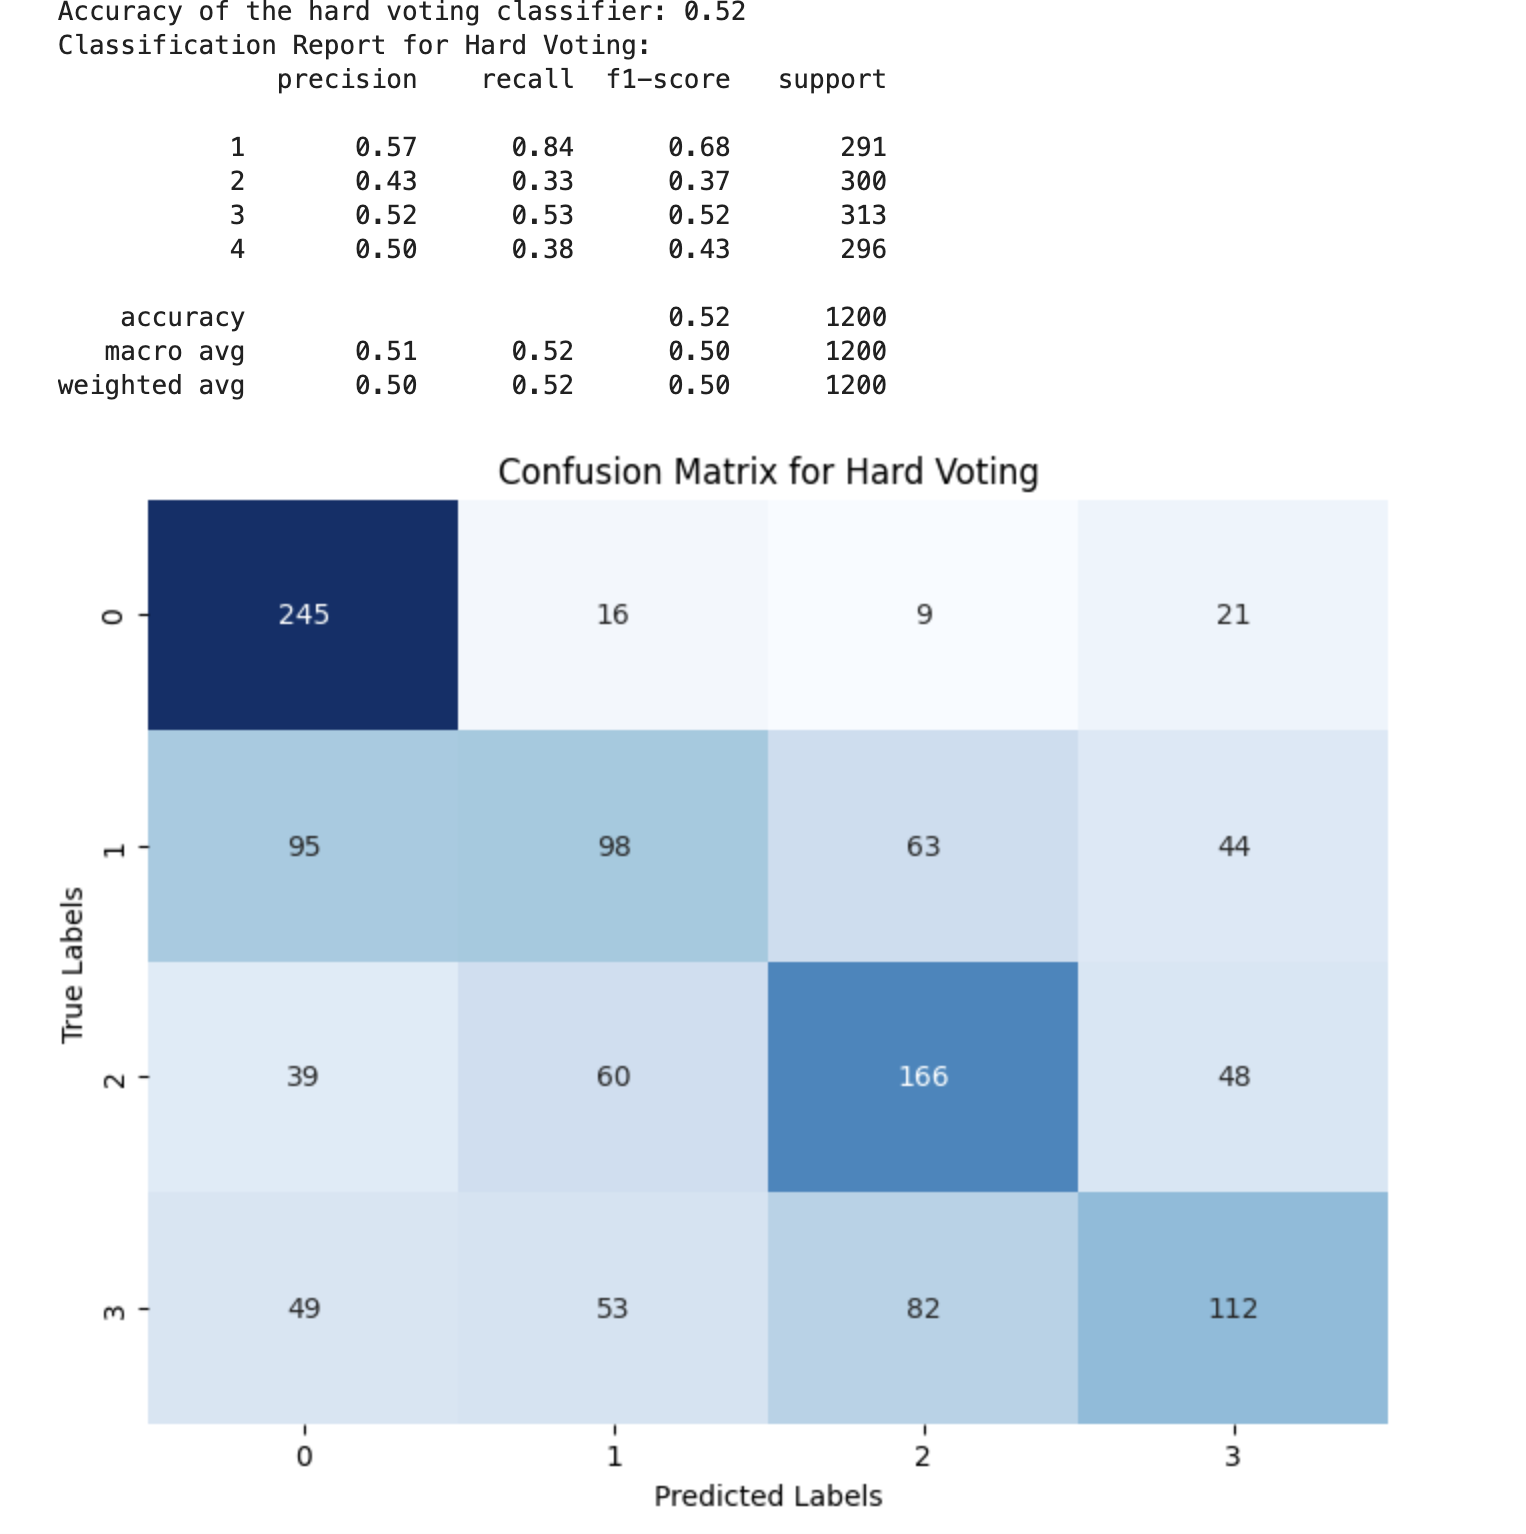 Accuracy of the hard voting classifier: 0.52
Classification Report for Hard Voting:
precision recall f1-score support
1 0.57 0.84 0.68 291
2 0.43 0.33 0.37 300
3 0.52 0.53 0.52 313
4 0.50 0.38 0.43 296
accuracy 0.52 1200
macro avg 0.51 0.52 0.50 1200
weighted avg 0.50 0.52 0.50 1200
Confusion Matrix for Hard Voting
0 245 16 9 21
1 95 98 63 44
True Labels
2 39 60 166 48
3 49 53 82 112
0 1 2 3
Predicted Labels